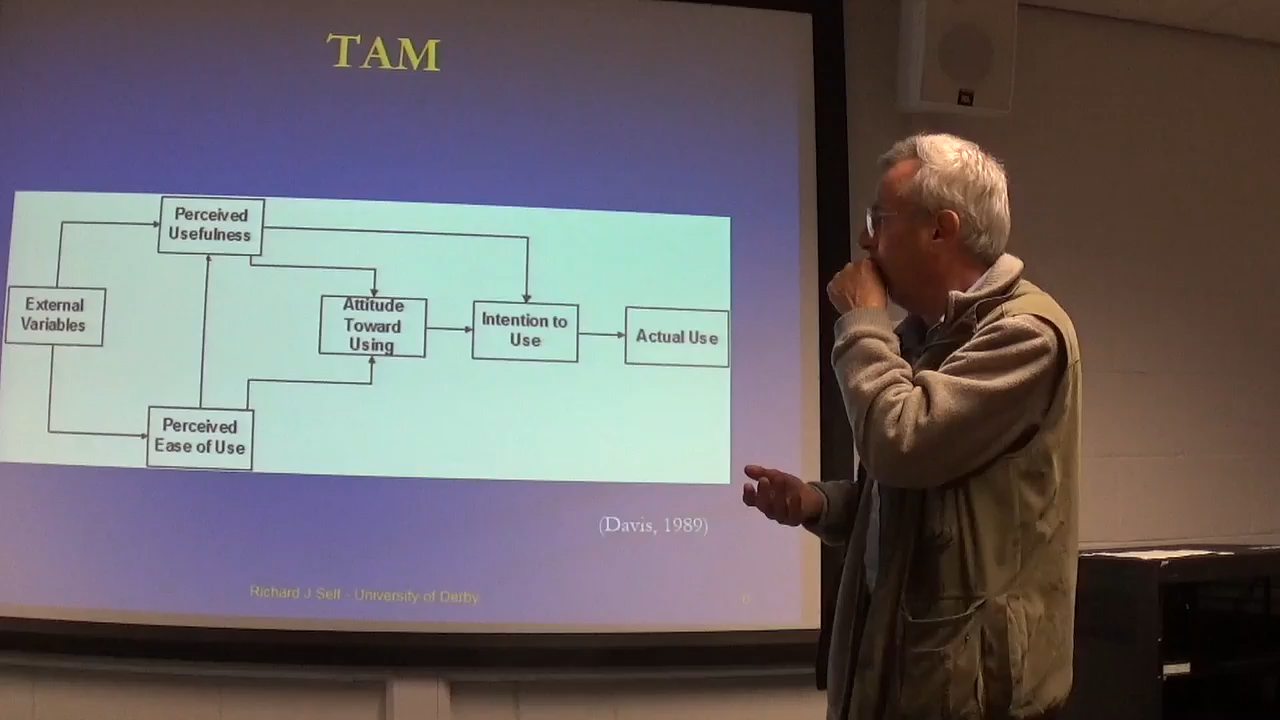 TAM
Perceived
Usefulness
External
Variables
Attitude
Toward
Using
Intention to
Use
Actual Use
Perceived
Ease of Use
(Davis, 1989)
Richard J Self - University of Derby